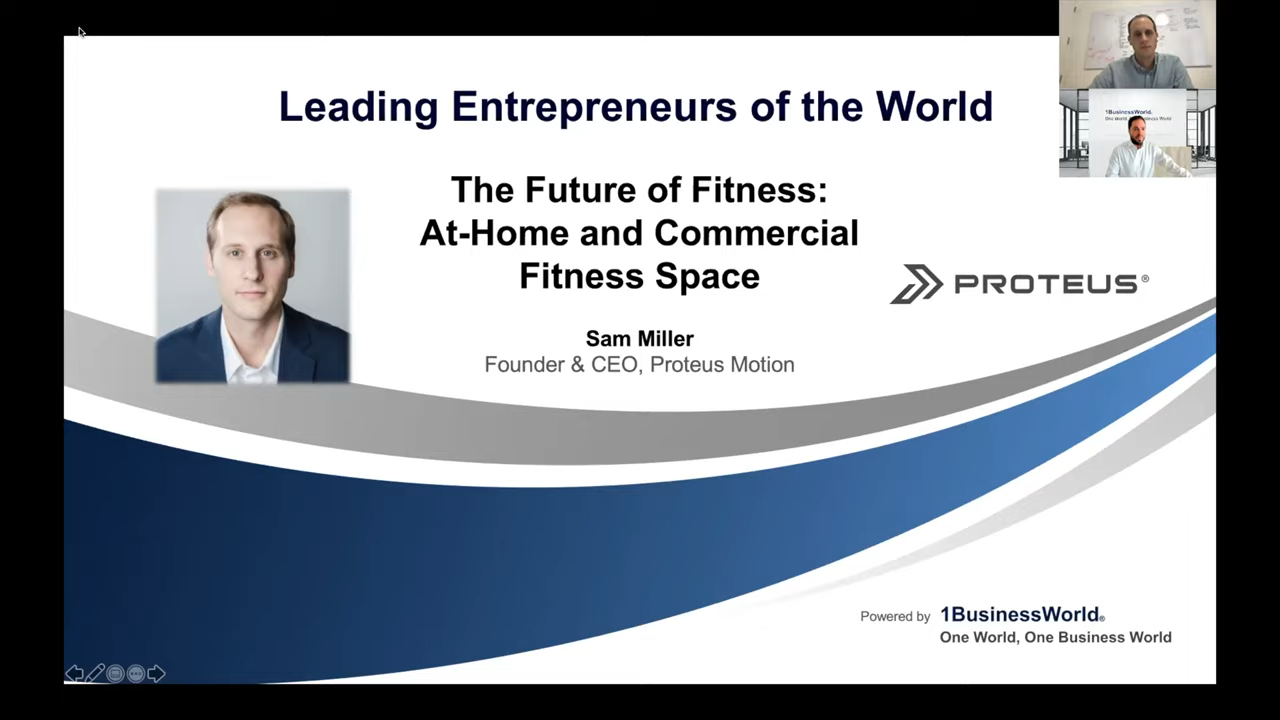 Leading Entrepreneurs of the World
The Future of Fitness:
At-Home and Commercial
Fitness Space
PROTEUS®
Sam Miller
Founder & CEO, Proteus Motion
Powered by 1BusinessWorld®
One World, One Business World
1BusinessWorld.